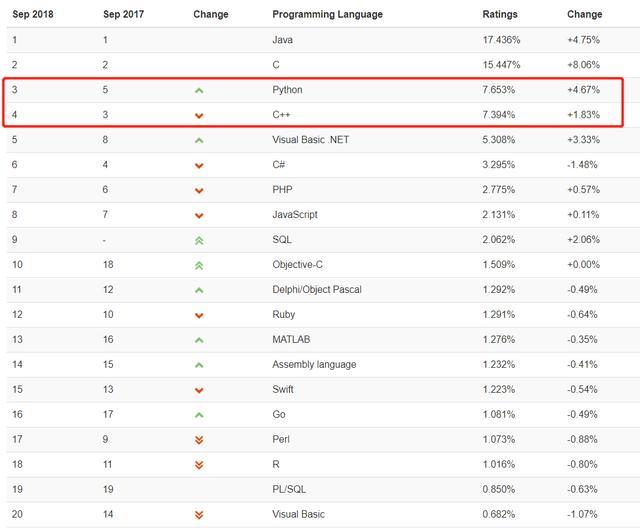 Sep 2018 Sep 2017 Change Programming Language Ratings Change
1 1 Java 17.436% +4.75%
2 2 C 15.447% +8.06%
3 5 Python 7.653% +4.67%
4 3 C++ 7.394% +1.83%
5 8 Visual Basic .NET 5.308% +3.33%
6 4 C# 3.295% -1.48%
7 6 PHP 2.775% +0.57%
8 7 JavaScript 2.131% +0.11%
9 - SQL 2.062% +2.06%
10 18 Objective-C 1.509% +0.00%
11 12 Delphi/Object Pascal 1.292% -0.49%
12 10 Ruby 1.291% -0.64%
13 16 MATLAB 1.276% -0.35%
14 15 Assembly language 1.232% -0.41%
15 13 Swift 1.223% -0.54%
16 17 Go 1.081% -0.49%
17 9 Perl 1.073% -0.88%
18 11 R 1.016% -0.80%
19 19 PL/SQL 0.850% -0.63%
20 14 Visual Basic 0.682% -1.07%